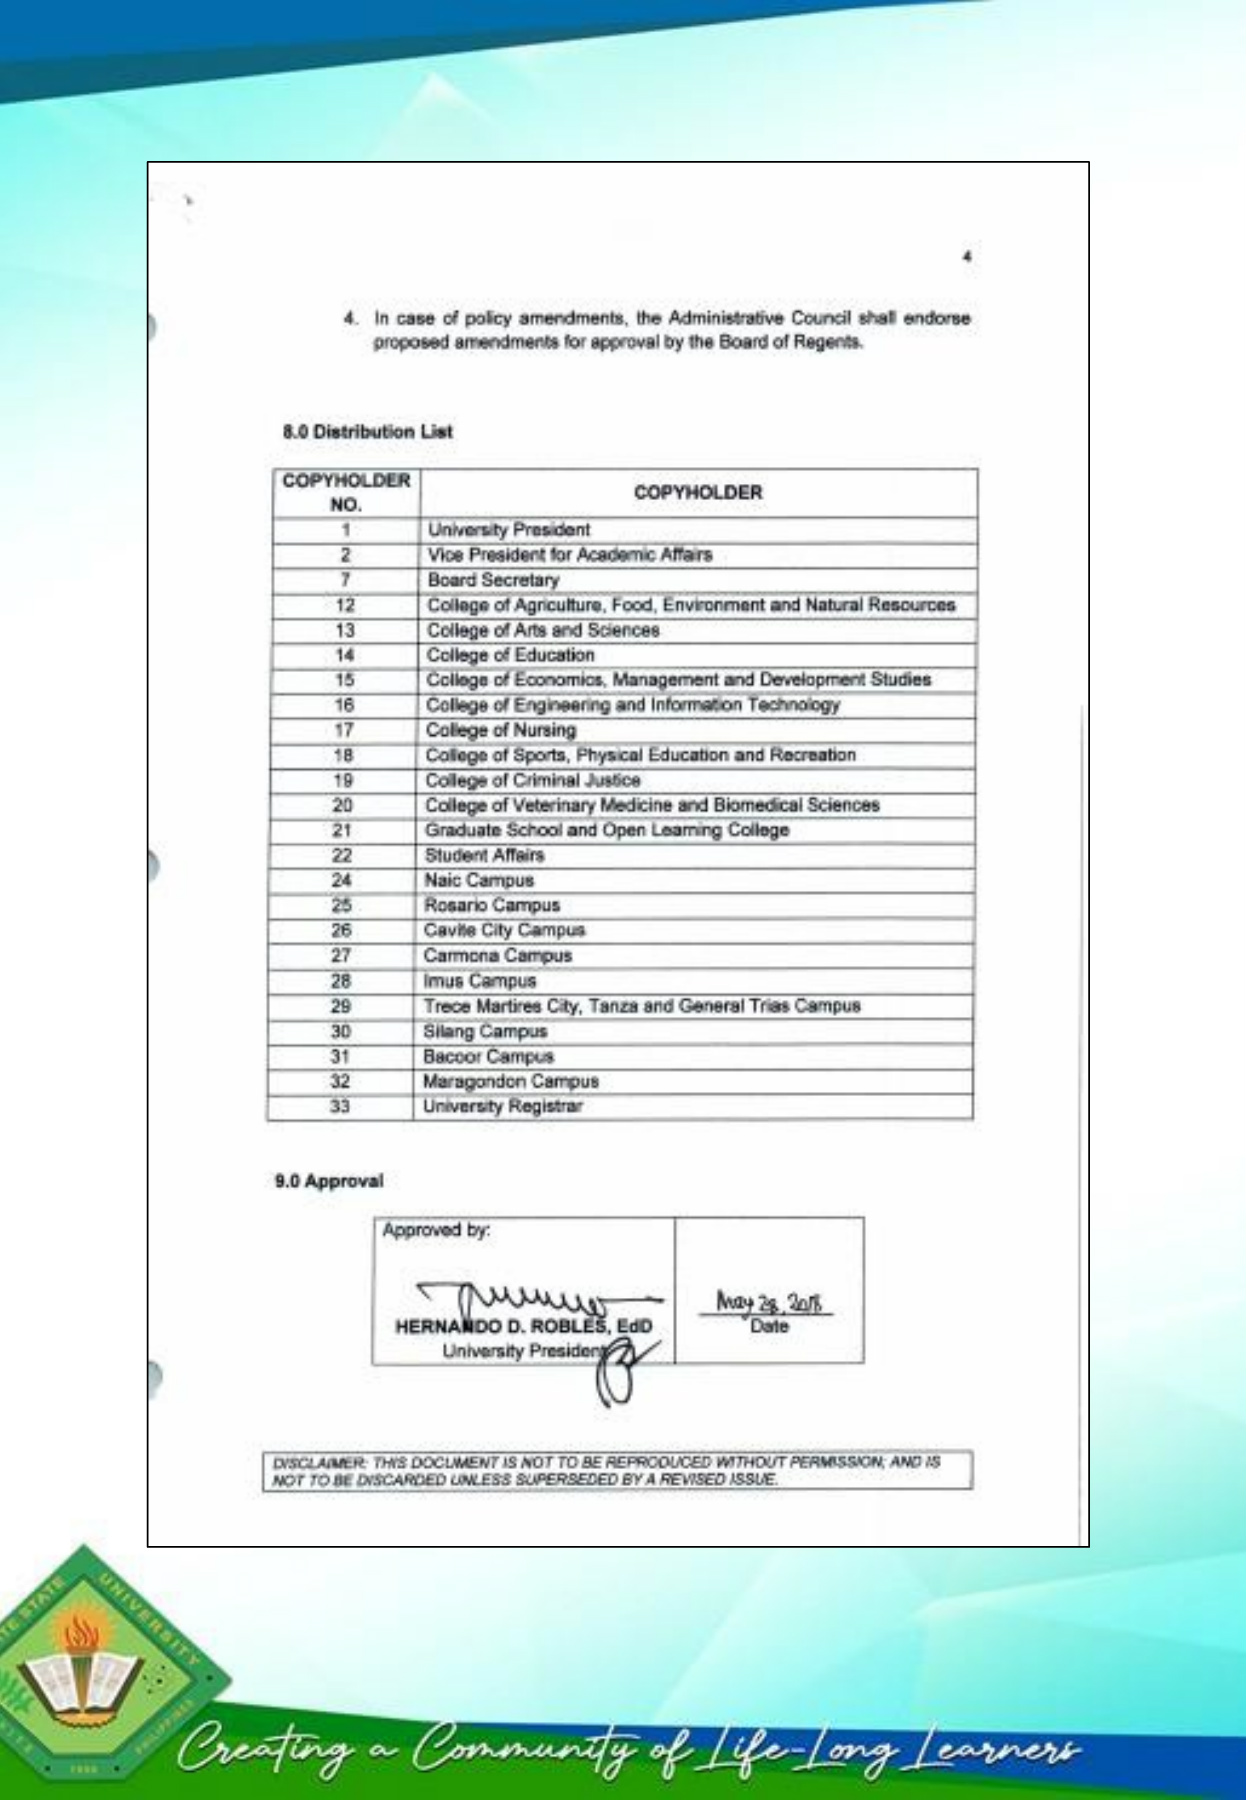 4
4. In case of policy amendments, the Administrative Council shall endorse
proposed amendments for approval by the Board of Regents.
8.0 Distribution List
COPYHOLDER NO. COPYHOLDER
1 University President
2 Vice President for Academic Affairs
7 Board Secretary
12 College of Agriculture, Food, Environment and Natural Resources
13 College of Arts and Sciences
14 College of Education
15 College of Economics, Management and Development Studies
16 College of Engineering and Information Technology
17 College of Nursing
18 College of Sports, Physical Education and Recreation
19 College of Criminal Justice
20 College of Veterinary Medicine and Biomedical Sciences
21 Graduate School and Open Learning College
22 Student Affairs
24 Naic Campus
25 Rosario Campus
26 Cavite City Campus
27 Carmona Campus
28 Imus Campus
29 Trece Martires City, Tanza and General Trias Campus
30 Silang Campus
31 Bacoor Campus
32 Maragondon Campus
33 University Registrar
9.0 Approval
Approved by:
HERNANDO D. ROBLES, EdD
University President
May 28, 2018
Date
DISCLAIMER: THIS DOCUMENT IS NOT TO BE REPRODUCED WITHOUT PERMISSION; AND IS
NOT TO BE DISCARDED UNLESS SUPERSEDED BY A REVISED ISSUE.
STATE UNIVERSITY
PHILIPPINES
1906
Creating a Community of Life-Long Learners